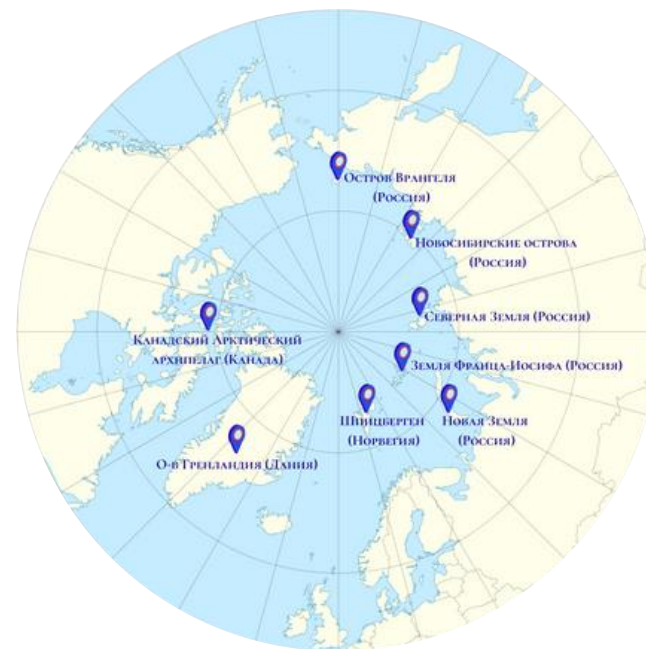 Остров Врангеля
(Россия)
Новосибирские острова
(Россия)
Северная Земля (Россия)
Канадский Арктический
архипелаг (Канада)
Земля Франца-Иосифа (Россия)
Шпицберген
(Норвегия)
Новая Земля
(Россия)
О-в Гренландия (Дания)